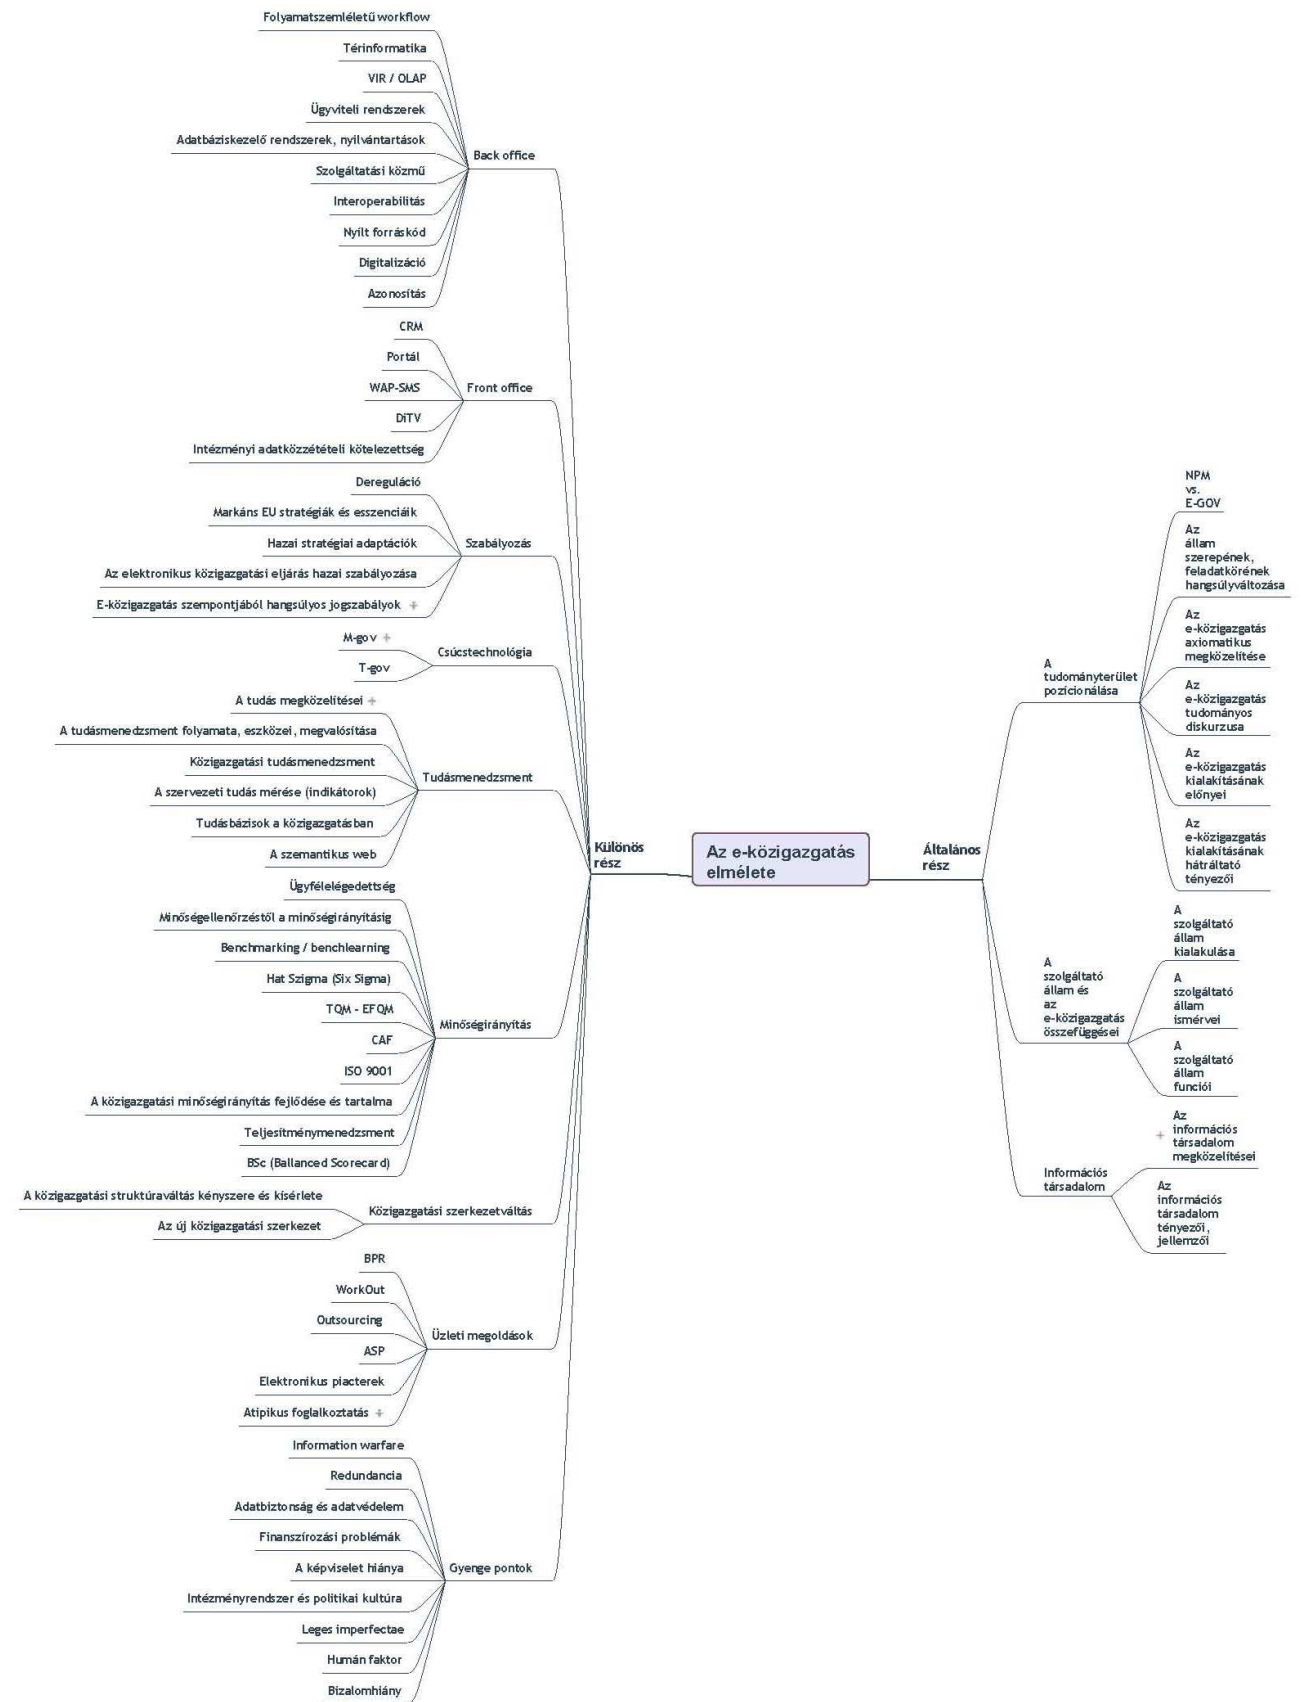 Folyamatszemléletű workflow
Térinformatika
VIR / OLAP
Ügyviteli rendszerek
Adatbáziskezelő rendszerek, nyilvántartások
Szolgáltatási közmű
Interoperabilitás
Nyílt forráskód
Digitalizáció
Azonosítás
Back office
CRM
Portál
WAP-SMS
DiTV
Intézményi adatközzétételi kötelezettség
Front office
Dereguláció
Markáns EU stratégiák és esszenciáik
Hazai stratégiai adaptációk
Az elektronikus közigazgatási eljárás hazai szabályozása
E-közigazgatás szempontjából hangsúlyos jogszabályok
Szabályozás
M-gov
T-gov
Csúcstechnológia
A tudás megközelítései
A tudásmenedzsment folyamata, eszközei, megvalósítása
Közigazgatási tudásmenedzsment
A szervezeti tudás mérése (indikátorok)
Tudásbázisok a közigazgatásban
A szemantikus web
Tudásmenedzsment
Ügyfélelégedettség
Minőségellenőrzéstől a minőségirányításig
Benchmarking / benchlearning
Hat Szigma (Six Sigma)
TQM - EFQM
CAF
ISO 9001
A közigazgatási minőségirányítás fejlődése és tartalma
Teljesítménymenedzsment
BSc (Ballanced Scorecard)
Minőségirányítás
A közigazgatási struktúraváltás kényszere és kísérlete
Az új közigazgatási szerkezet
Közigazgatási szerkezetváltás
BPR
WorkOut
Outsourcing
ASP
Elektronikus piacterek
Atipikus foglalkoztatás
Üzleti megoldások
Information warfare
Redundancia
Adatbiztonság és adatvédelem
Finanszírozási problémák
A képviselet hiánya
Intézményrendszer és politikai kultúra
Leges imperfectae
Humán faktor
Bizalomhiány
Gyenge pontok
Különös
rész
Az e-közigazgatás
elmélete
Általános
rész
A
tudományterület
pozícionálása
NPM
vs.
E-GOV
Az
állam
szerepének,
feladatkörének
hangsúlyváltozása
Az
e-közigazgatás
axiomatikus
megközelítése
Az
e-közigazgatás
tudományos
diskurzusa
Az
e-közigazgatás
kialakításának
előnyei
Az
e-közigazgatás
kialakításának
hátráltató
tényezői
A
szolgáltató
állam és
az
e-közigazgatás
összefüggései
A
szolgáltató
állam
kialakulása
A
szolgáltató
állam
ismérvei
A
szolgáltató
állam
funciói
Információs
társadalom
Az
információs
társadalom
megközelítései
Az
információs
társadalom
tényezői,
jellemzői